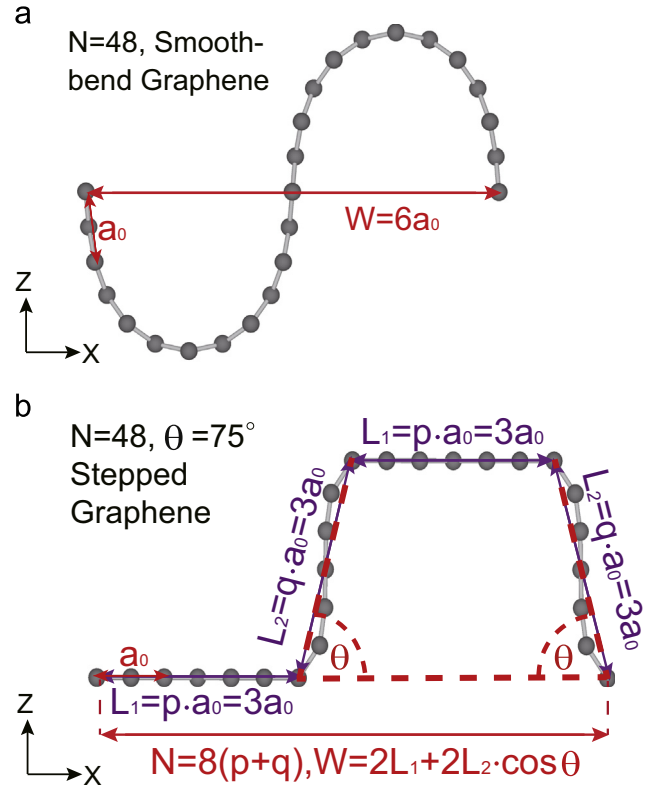 a
N=48, Smooth-
bend Graphene
W=6a₀
a₀
Z
X
b
N=48, θ =75°
Stepped
Graphene
L₁=p·a₀=3a₀
L₂=q·a₀=3a₀
L₂=q·a₀=3a₀
θ
θ
a₀
L₁=p·a₀=3a₀
Z
X
N=8(p+q),W=2L₁+2L₂·cosθ